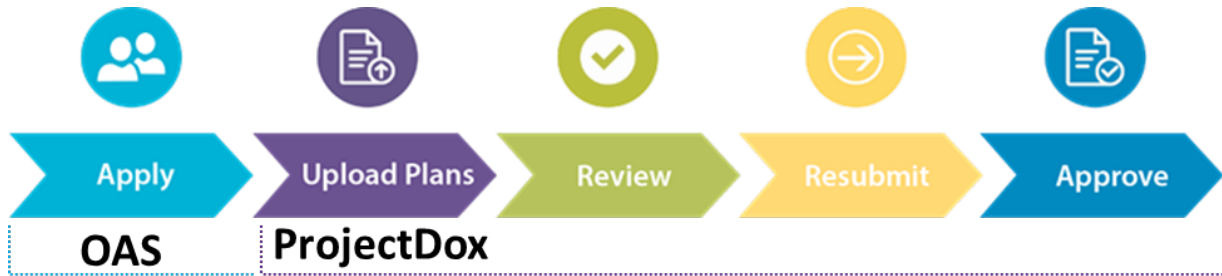 Apply
Upload Plans
Review
Resubmit
Approve
OAS
ProjectDox